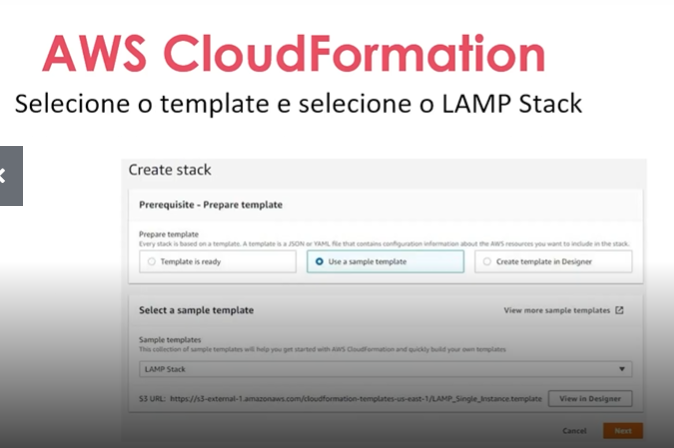 AWS CloudFormation
Selecione o template e selecione o LAMP Stack
Create stack
Prerequisite - Prepare template
Prepare template
Every stack is based on a template. A template is a JSON or YAML file that contains configuration information about the AWS resources you want to include in the stack.
Template is ready
Use a sample template
Create template in Designer
Select a sample template
View more sample templates
Sample templates
This collection of sample templates will help you get started with AWS CloudFormation and quickly build your own templates
LAMP Stack
S3 URL: https://s3-external-1.amazonaws.com/cloudformation-templates-us-east-1/LAMP_Single_Instance.template
View in Designer
Cancel
Next